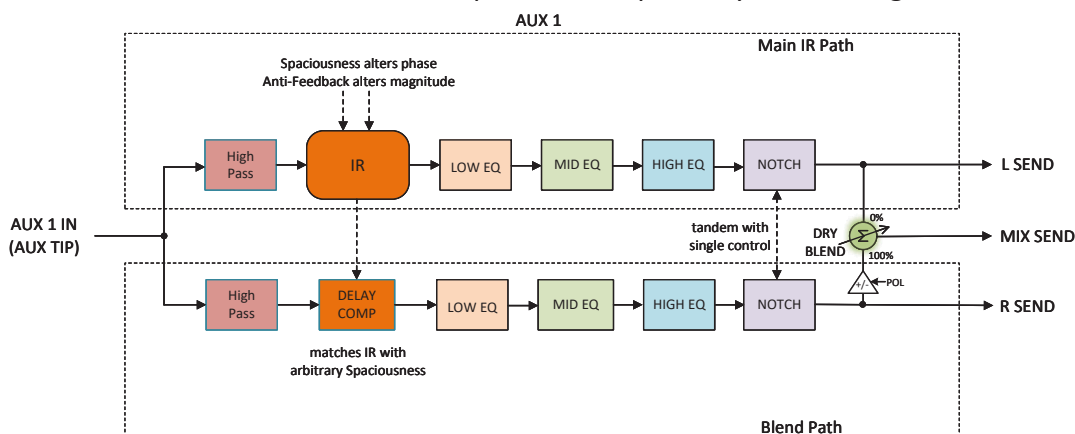 AUX 1
Main IR Path
Spaciousness alters phase
Anti-Feedback alters magnitude
High
Pass
IR
LOW EQ
MID EQ
HIGH EQ
NOTCH
L SEND
AUX 1 IN
(AUX TIP)
tandem with
single control
DRY
BLEND
0%
Σ
100%
MIX SEND
+/-
POL
High
Pass
DELAY
COMP
LOW EQ
MID EQ
HIGH EQ
NOTCH
R SEND
matches IR with
arbitrary Spaciousness
Blend Path